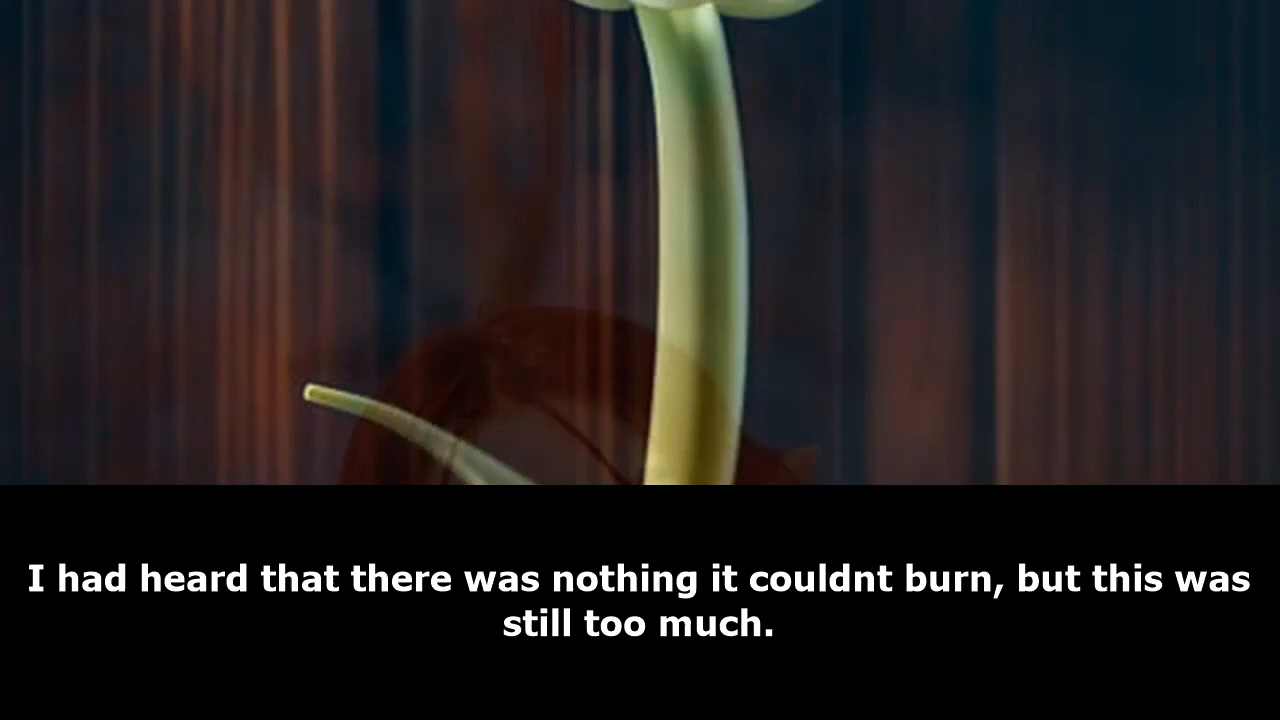 I had heard that there was nothing it couldnt burn, but this was
still too much.